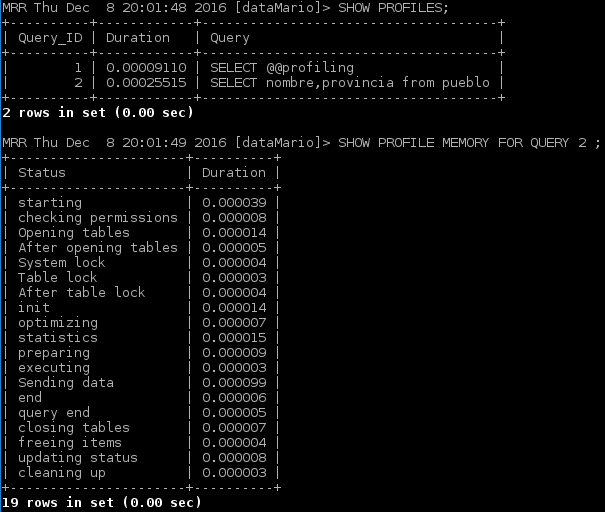 MRR Thu Dec  8 20:01:48 2016 [dataMario]> SHOW PROFILES;
+----------+------------+-------------------------------------+
| Query_ID | Duration   | Query                               |
+----------+------------+-------------------------------------+
|        1 | 0.00009110 | SELECT @@profiling                  |
|        2 | 0.00025515 | SELECT nombre,provincia from pueblo |
+----------+------------+-------------------------------------+
2 rows in set (0.00 sec)

MRR Thu Dec  8 20:01:49 2016 [dataMario]> SHOW PROFILE MEMORY FOR QUERY 2 ;
+----------------------+----------+
| Status               | Duration |
+----------------------+----------+
| starting             | 0.000039 |
| checking permissions | 0.000008 |
| Opening tables       | 0.000014 |
| After opening tables | 0.000005 |
| System lock          | 0.000004 |
| Table lock           | 0.000003 |
| After table lock     | 0.000004 |
| init                 | 0.000014 |
| optimizing           | 0.000007 |
| statistics           | 0.000015 |
| preparing            | 0.000009 |
| executing            | 0.000003 |
| Sending data         | 0.000099 |
| end                  | 0.000006 |
| query end            | 0.000005 |
| closing tables       | 0.000007 |
| freeing items        | 0.000004 |
| updating status      | 0.000008 |
| cleaning up          | 0.000003 |
+----------------------+----------+
19 rows in set (0.00 sec)